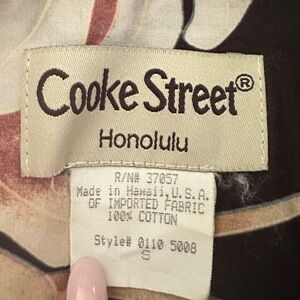 Cooke Street®
Honolulu
R/N# 37057
Made in Hawaii,U.S.A.
OF IMPORTED FABRIC
100% COTTON
Style# 0110 5008
S